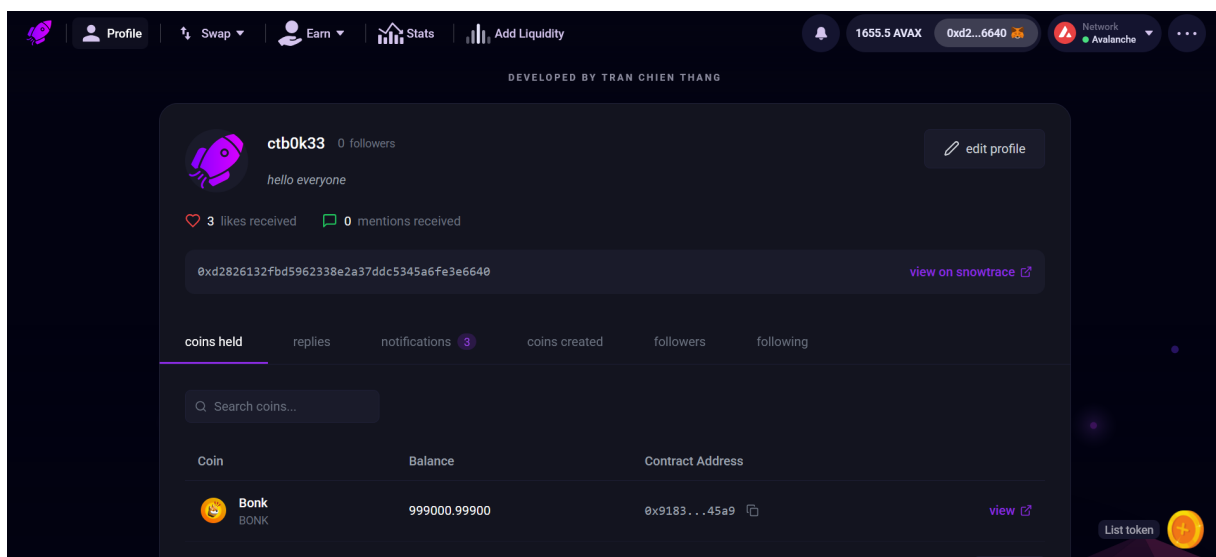 Profile Swap Earn Stats Add Liquidity 1655.5 AVAX 0xd2...6640 Network
Avalanche
DEVELOPED BY TRAN CHIEN THANG
ctb0k33 0 followers edit profile
hello everyone
3 likes received 0 mentions received
0xd2826132fbd5962338e2a37ddc5345a6fe3e6640 view on snowtrace
coins held replies notifications 3 coins created followers following
Search coins...
Coin Balance Contract Address
Bonk 999000.99900 0x9183...45a9 view
BONK
List token